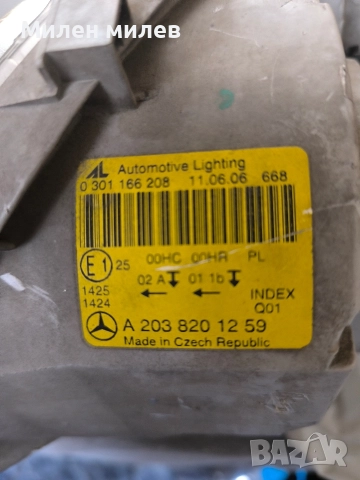 Милен милев
AL Automotive Lighting
0 301 166 208 11.06.06 668
E1 25 00HC 00HR PL
02 A 01 1b
1425
1424
INDEX
Q01
A 203 820 12 59
Made in Czech Republic
BAZAR